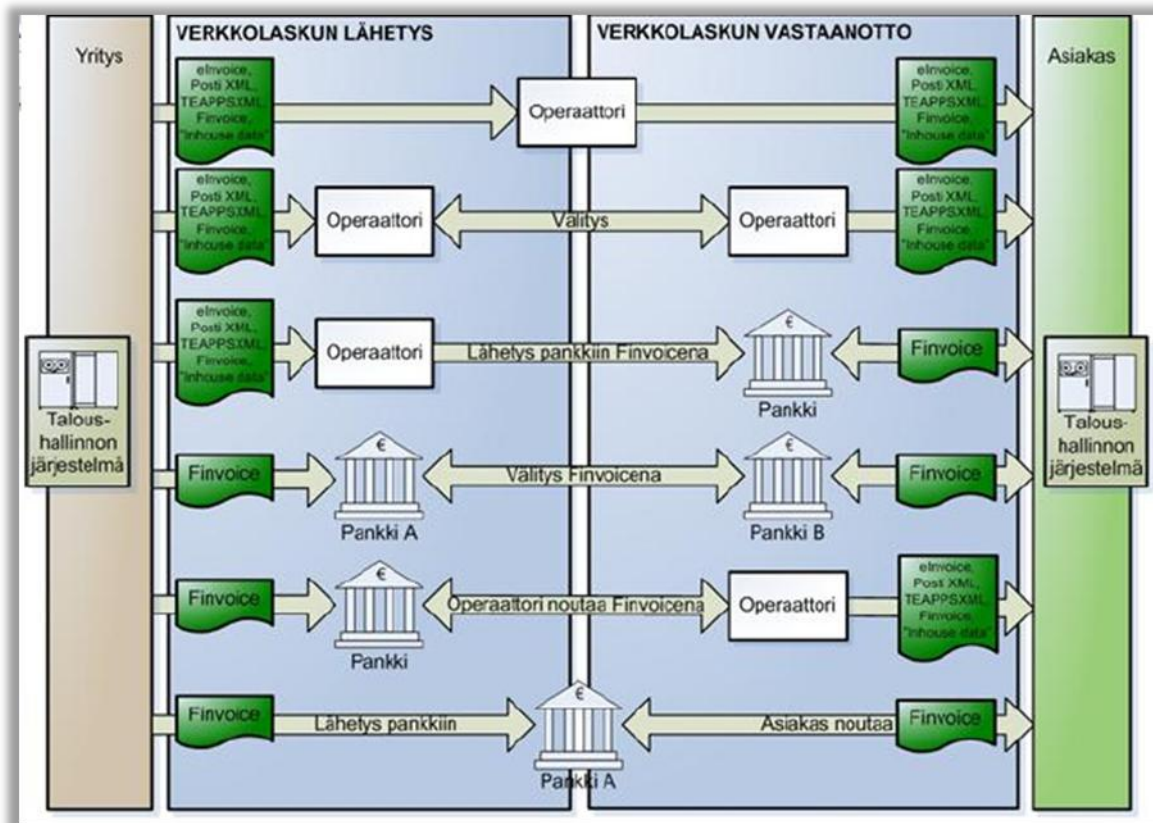 Yritys
VERKKOLASKUN LÄHETYS
VERKKOLASKUN VASTAANOTTO
Asiakas
eInvoice,
Posti XML,
TEAPPSXML,
Finvoice,
"Inhouse data"
Operaattori
eInvoice,
Posti XML,
TEAPPSXML,
Finvoice,
"Inhouse data"
eInvoice,
Posti XML,
TEAPPSXML,
Finvoice,
"Inhouse data"
Operaattori
Välitys
Operaattori
eInvoice,
Posti XML,
TEAPPSXML,
Finvoice,
"Inhouse data"
eInvoice,
Posti XML,
TEAPPSXML,
Finvoice,
"Inhouse data"
Operaattori
Lähetys pankkiin Finvoicena
€
Pankki
Finvoice
Talous-
hallinnon
järjestelmä
Talous-
hallinnon
järjestelmä
Finvoice
€
Pankki A
Välitys Finvoicena
€
Pankki B
Finvoice
Finvoice
€
Pankki
Operaattori noutaa Finvoicena
Operaattori
eInvoice,
Posti XML,
TEAPPSXML,
Finvoice,
"Inhouse data"
Finvoice
Lähetys pankkiin
€
Pankki A
Asiakas noutaa
Finvoice